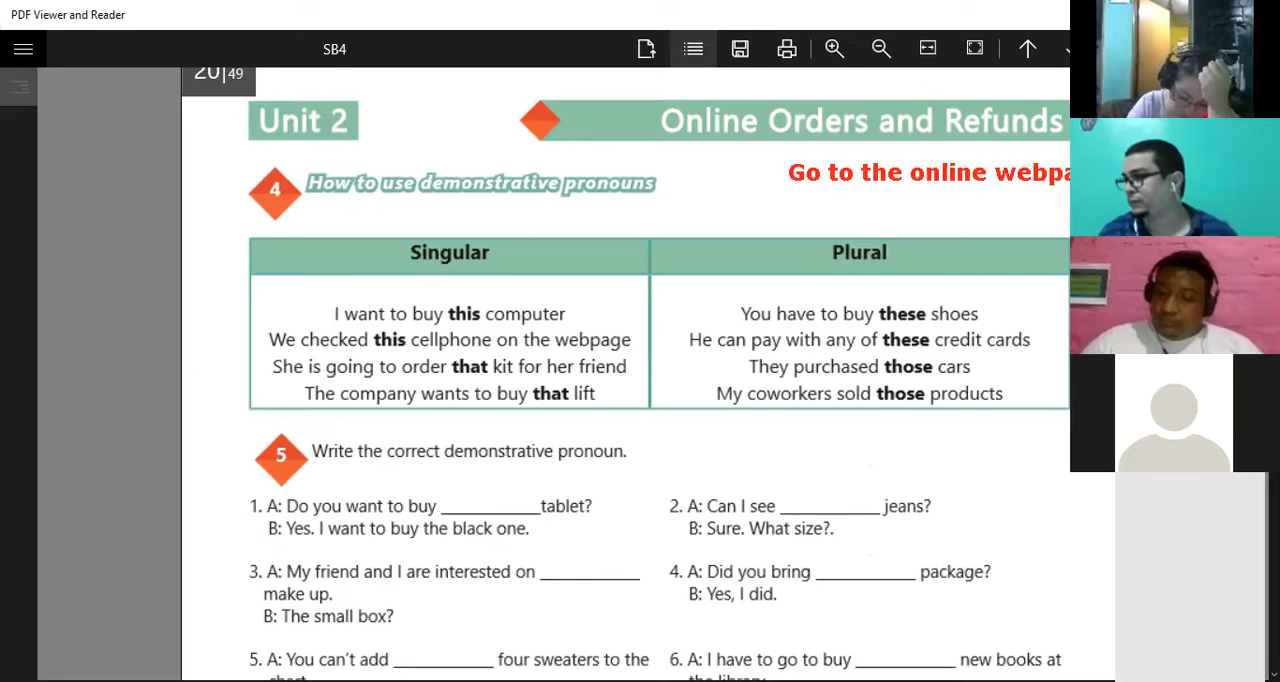 PDF Viewer and Reader
SB4
20|49
Unit 2
Online Orders and Refunds
4
How to use demonstrative pronouns
Go to the online webpa
Singular
Plural
I want to buy this computer
We checked this cellphone on the webpage
She is going to order that kit for her friend
The company wants to buy that lift
You have to buy these shoes
He can pay with any of these credit cards
They purchased those cars
My coworkers sold those products
5
Write the correct demonstrative pronoun.
1. A: Do you want to buy __________tablet?
B: Yes. I want to buy the black one.
2. A: Can I see __________ jeans?
B: Sure. What size?.
3. A: My friend and I are interested on __________
make up.
B: The small box?
4. A: Did you bring __________ package?
B: Yes, I did.
5. A: You can't add __________ four sweaters to the
6. A: I have to go to buy __________ new books at